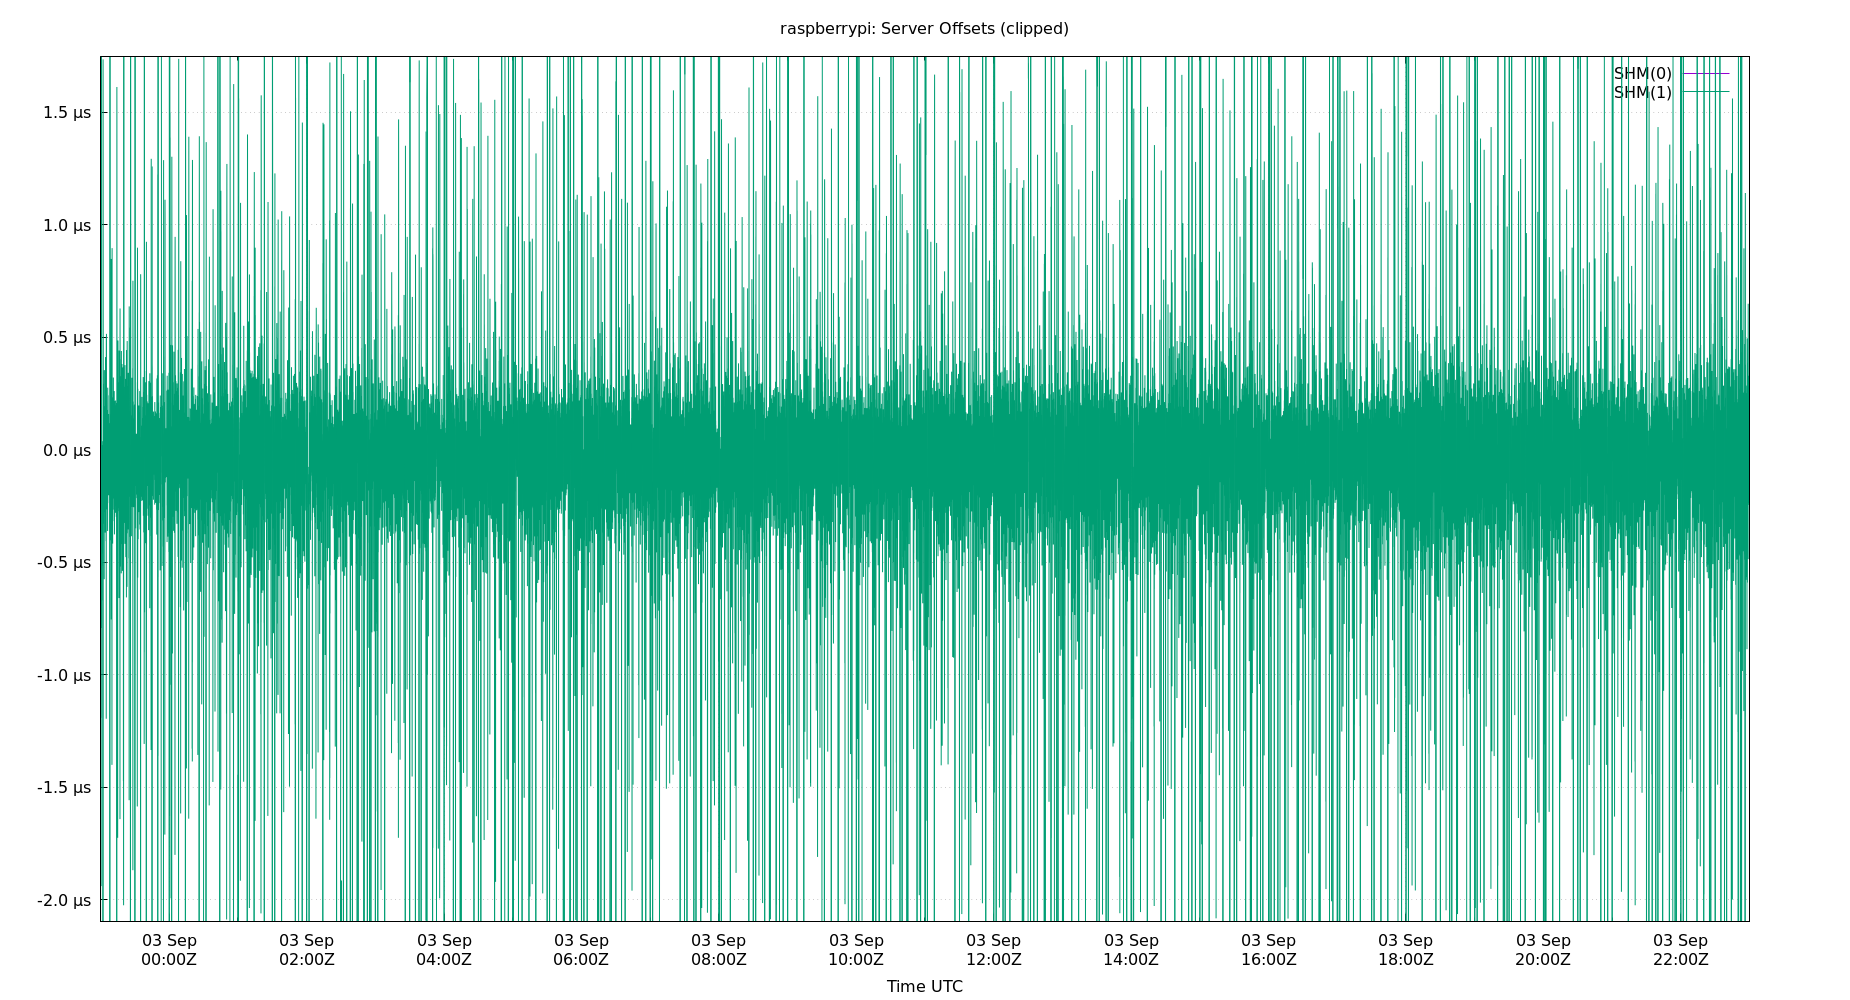 raspberrypi: Server Offsets (clipped)
SHM(0)
SHM(1)
1.5 µs
1.0 µs
0.5 µs
0.0 µs
-0.5 µs
-1.0 µs
-1.5 µs
-2.0 µs
03 Sep 03 Sep 03 Sep 03 Sep 03 Sep 03 Sep 03 Sep 03 Sep 03 Sep 03 Sep 03 Sep 03 Sep
00:00Z 02:00Z 04:00Z 06:00Z 08:00Z 10:00Z 12:00Z 14:00Z 16:00Z 18:00Z 20:00Z 22:00Z
Time UTC